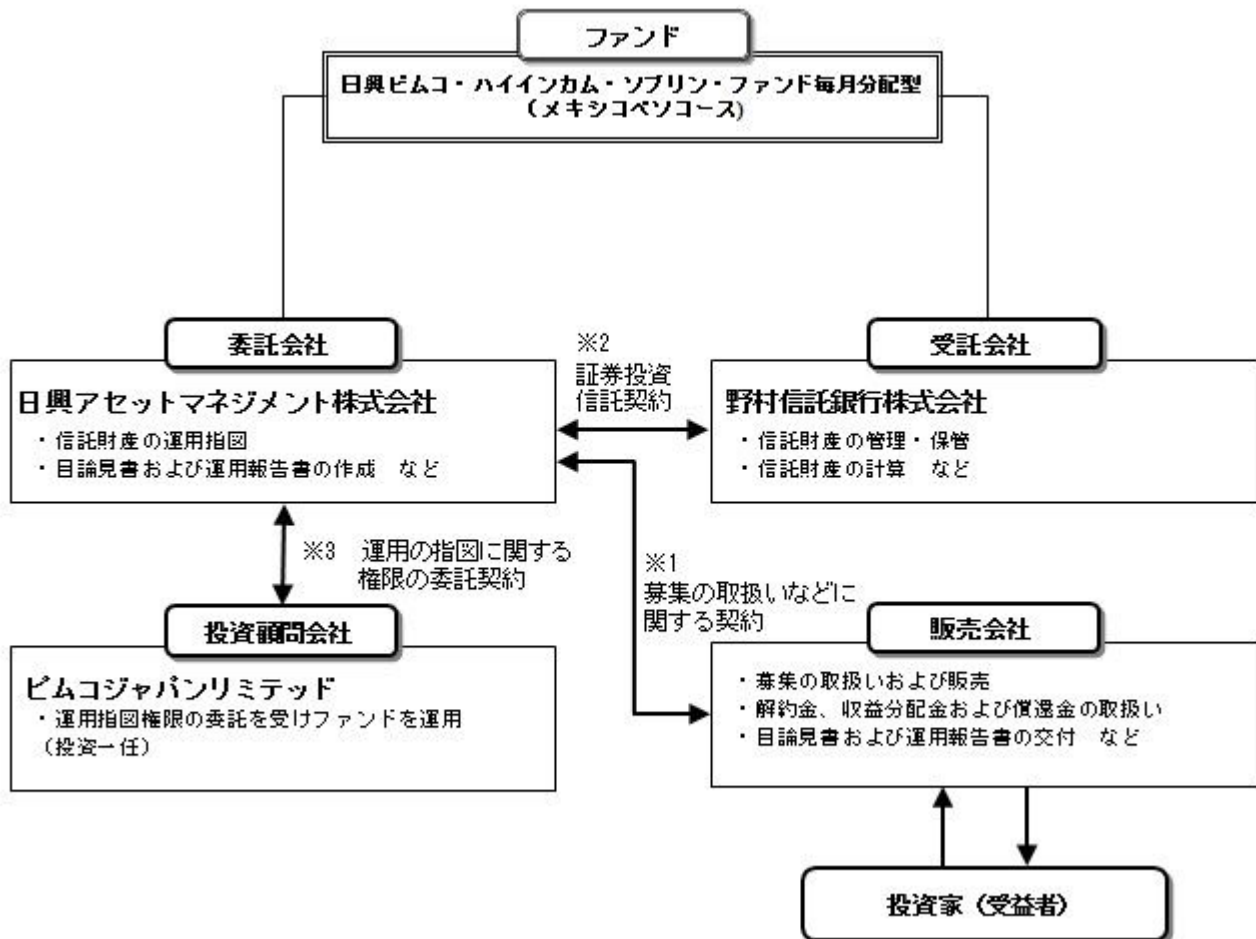 ファンド
日興ピムコ・ハイインカム・ソブリン・ファンド毎月分配型
(メキシコペソコース)
委託会社
日興アセットマネジメント株式会社
・信託財産の運用指図
・目論見書および運用報告書の作成　など
※2
証券投資
信託契約
受託会社
野村信託銀行株式会社
・信託財産の管理・保管
・信託財産の計算　など
※3　運用の指図に関する
権限の委託契約
※1
募集の取扱いなどに
関する契約
投資顧問会社
ピムコジャパンリミテッド
・運用指図権限の委託を受けファンドを運用
(投資一任)
販売会社
・募集の取扱いおよび販売
・解約金、収益分配金および償還金の取扱い
・目論見書および運用報告書の交付　など
投資家(受益者)